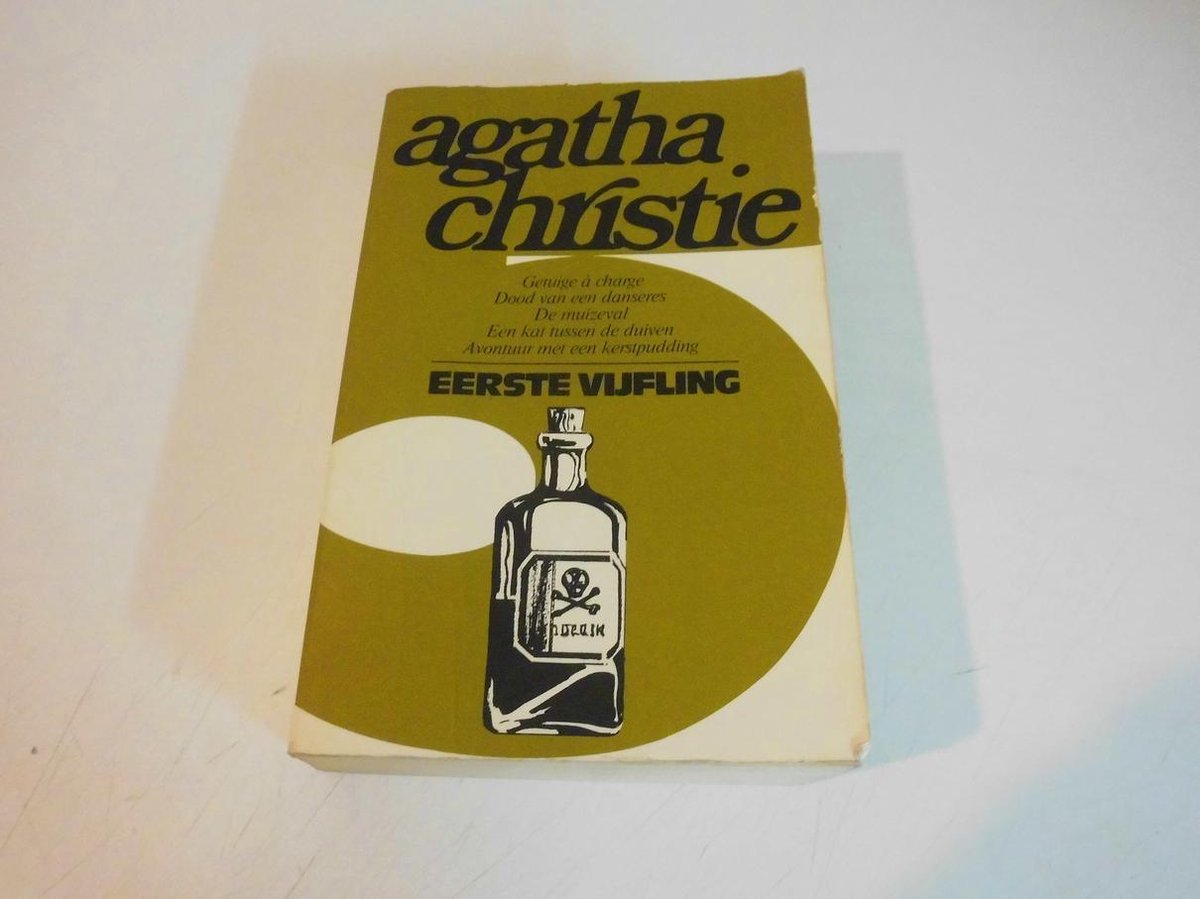 agatha
christie
Getuige à charge
Dood van een danseres
De muizeval
Een kat tussen de duiven
Avontuur met een kerstpudding
EERSTE VIJFLING